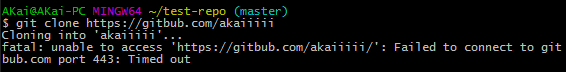 AKai@AKai-PC MINGW64 ~/test-repo (master)
$ git clone https://gitbub.com/akaiiiii
Cloning into 'akaiiiii'...
fatal: unable to access 'https://gitbub.com/akaiiiii/': Failed to connect to git
bub.com port 443: Timed out